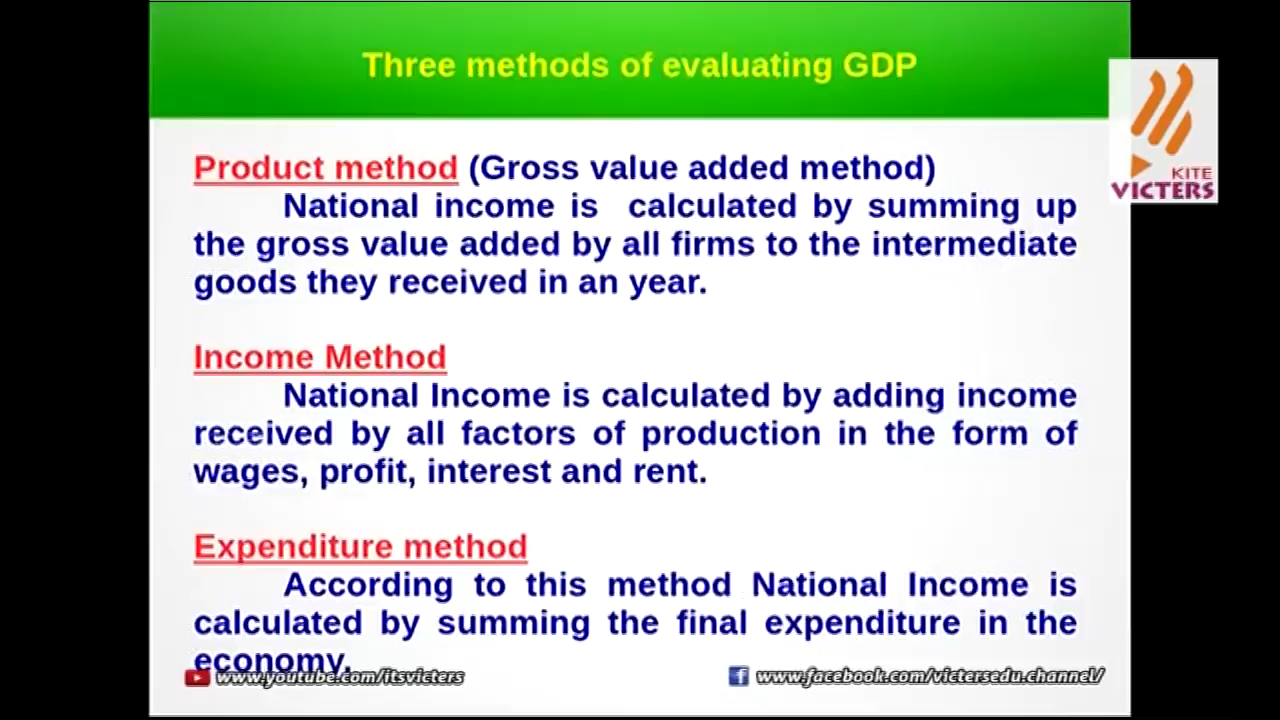 Three methods of evaluating GDP
KITE
VICTERS
Product method (Gross value added method)
National income is calculated by summing up
the gross value added by all firms to the intermediate
goods they received in an year.
Income Method
National Income is calculated by adding income
received by all factors of production in the form of
wages, profit, interest and rent.
Expenditure method
According to this method National Income is
calculated by summing the final expenditure in the
economy.
www.youtube.com/itsvicters
www.facebook.com/victersedu.channel/